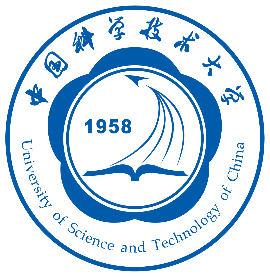 中国科学技术大学
1958
University of Science and Technology of China